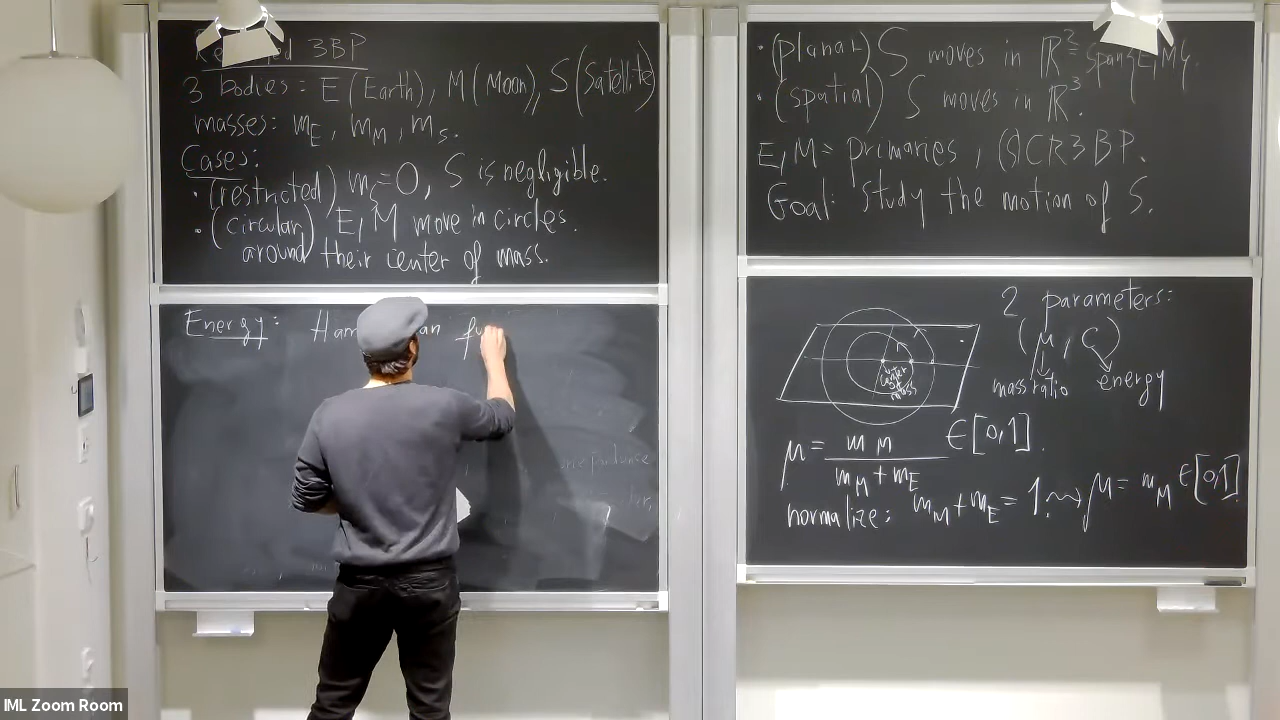 3BP
3 bodies: E (Earth), M (Moon), S (Satellite)
masses: m_E, m_M, m_S.
Cases:
• (restricted) m_S=0, S is negligible.
• (circular) E, M move in circles.
around their center of mass.
• (planar) S moves in ℝ² = span{E,M}.
• (spatial) S moves in ℝ³.
E, M = primaries, (S)CR3BP.
Goal: Study the motion of S.
Energy: Ham an fu
center of mass
2 parameters:
(μ, c)
mass ratio energy
μ = m_M / (m_M + m_E) ∈ [0,1].
normalize: m_M + m_E = 1. ⇝ μ = m_M ∈ [0,1]
IML Zoom Room